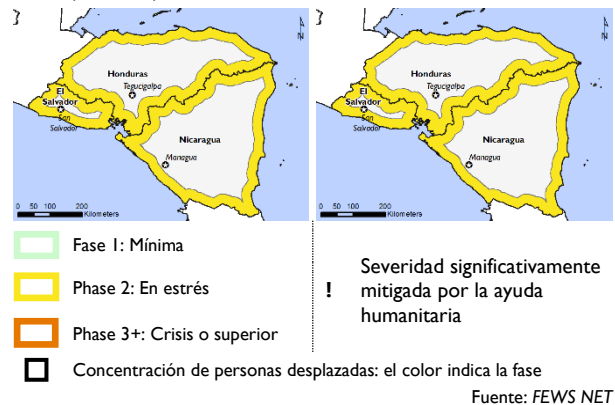 N
Honduras
Tegucigalpa
El
Salvador
San
Salvador
Nicaragua
Managua
0 50 100 200
Kilometers
N
Honduras
Tegucigalpa
El
Salvador
San
Salvador
Nicaragua
Managua
0 50 100 200
Kilometers
Fase 1: Mínima
Phase 2: En estrés
Phase 3+: Crisis o superior
! Severidad significativamente
mitigada por la ayuda
humanitaria
Concentración de personas desplazadas: el color indica la fase
Fuente: FEWS NET